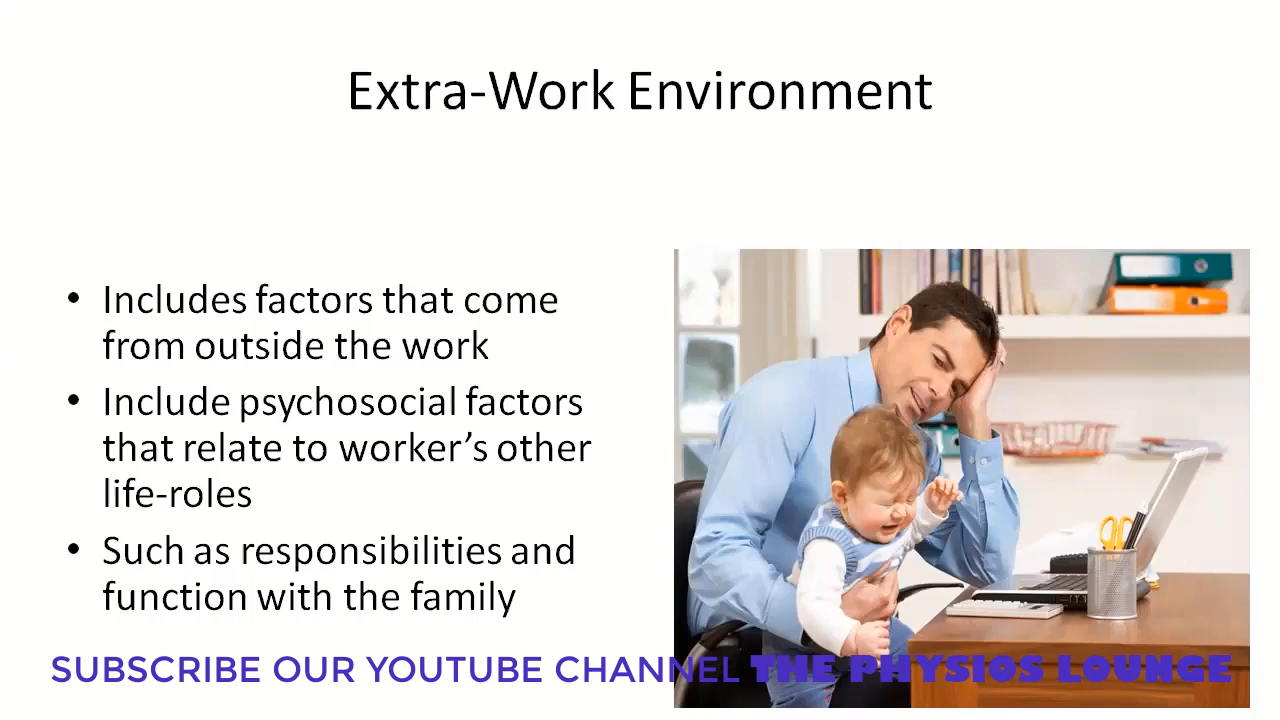 Extra-Work Environment
• Includes factors that come
from outside the work
• Include psychosocial factors
that relate to worker’s other
life-roles
• Such as responsibilities and
function with the family
SUBSCRIBE OUR YOUTUBE CHANNEL THE PHYSIOS LOUNGE